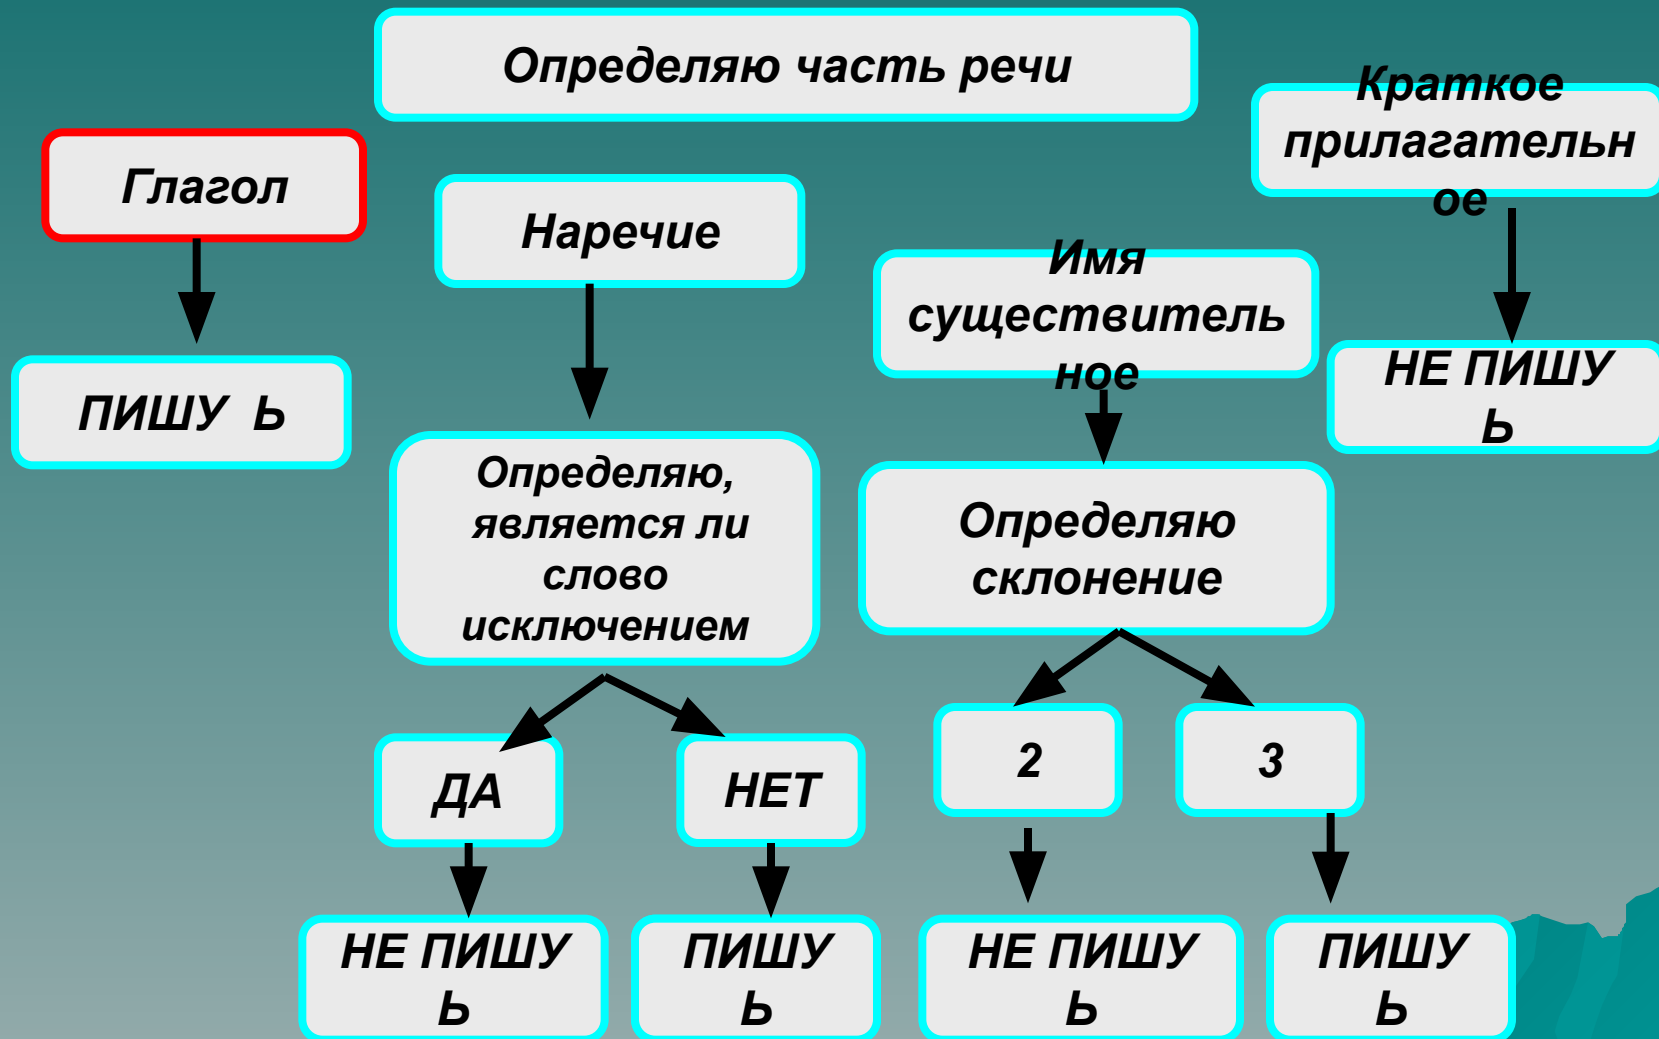 Определяю часть речи
Краткое
прилагательн
ое
Глагол
Наречие
Имя
существитель
ное
ПИШУ Ь
НЕ ПИШУ
Ь
Определяю,
является ли
слово
исключением
Определяю
склонение
ДА
НЕТ
2
3
НЕ ПИШУ
Ь
ПИШУ
Ь
НЕ ПИШУ
Ь
ПИШУ
Ь